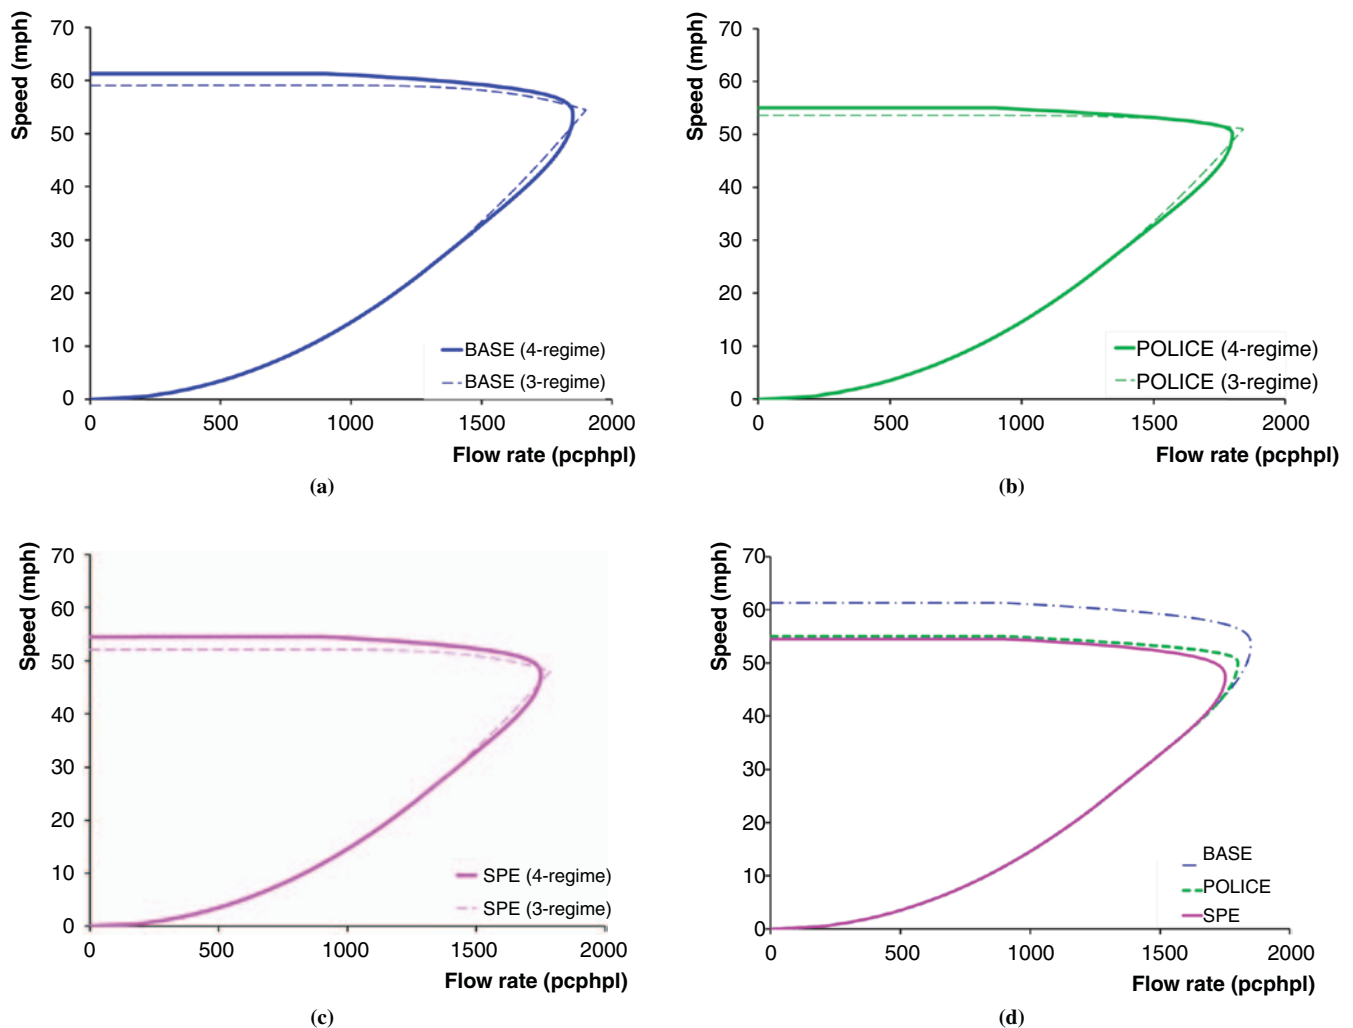 Speed (mph)
70
60
50
40
30
20
10
0
BASE (4-regime)
BASE (3-regime)
0 500 1000 1500 2000
Flow rate (pcphpl)
(a)
Speed (mph)
70
60
50
40
30
20
10
0
POLICE (4-regime)
POLICE (3-regime)
0 500 1000 1500 2000
Flow rate (pcphpl)
(b)
Speed (mph)
70
60
50
40
30
20
10
0
SPE (4-regime)
SPE (3-regime)
0 500 1000 1500 2000
Flow rate (pcphpl)
(c)
Speed (mph)
70
60
50
40
30
20
10
0
BASE
POLICE
SPE
0 500 1000 1500 2000
Flow rate (pcphpl)
(d)